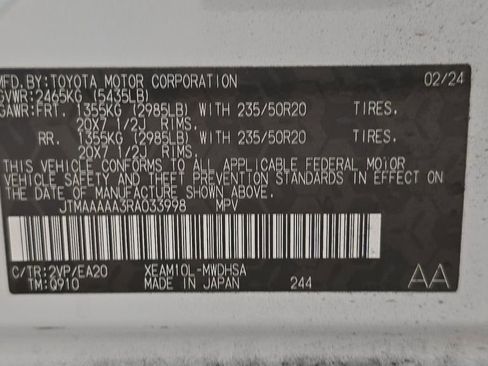 MFD.BY:TOYOTA MOTOR CORPORATION 02/24
GVWR:2465KG (5435LB)
GAWR:FRT. 1355KG (2985LB) WITH 235/50R20 TIRES.
20X7 1/2J RIMS.
RR. 1355KG (2985LB) WITH 235/50R20 TIRES.
20X7 1/2J RIMS.
THIS VEHICLE CONFORMS TO ALL APPLICABLE FEDERAL MOTOR
VEHICLE SAFETY AND THEFT PREVENTION STANDARDS IN EFFECT ON
THE DATE OF MANUFACTURE SHOWN ABOVE.
JTMAAAAA3RA033998 MPV
C/TR:2VP/EA20 XEAM10L-MWDHSA
TM:Q910 MADE IN JAPAN 244 AA